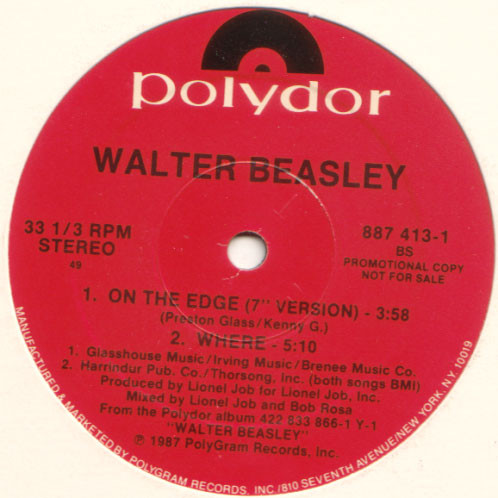 polydor
WALTER BEASLEY
33 1/3 RPM
STEREO
49
887 413-1
BS
PROMOTIONAL COPY
NOT FOR SALE
1. ON THE EDGE (7" VERSION) - 3:58
(Preston Glass/Kenny G.)
2. WHERE - 5:10
1. Glasshouse Music/Irving Music/Brenee Music Co.
2. Harrindur Pub. Co./Thorsong, Inc. (both songs BMI)
Produced by Lionel Job for Lionel Job, Inc.
Mixed by Lionel Job and Bob Rosa
From the Polydor album 422 833 866-1 Y-1
"WALTER BEASLEY"
℗ 1987 PolyGram Records, Inc.
MANUFACTURED & MARKETED BY POLYGRAM RECORDS, INC./810 SEVENTH AVENUE/NEW YORK, N.Y. 10019